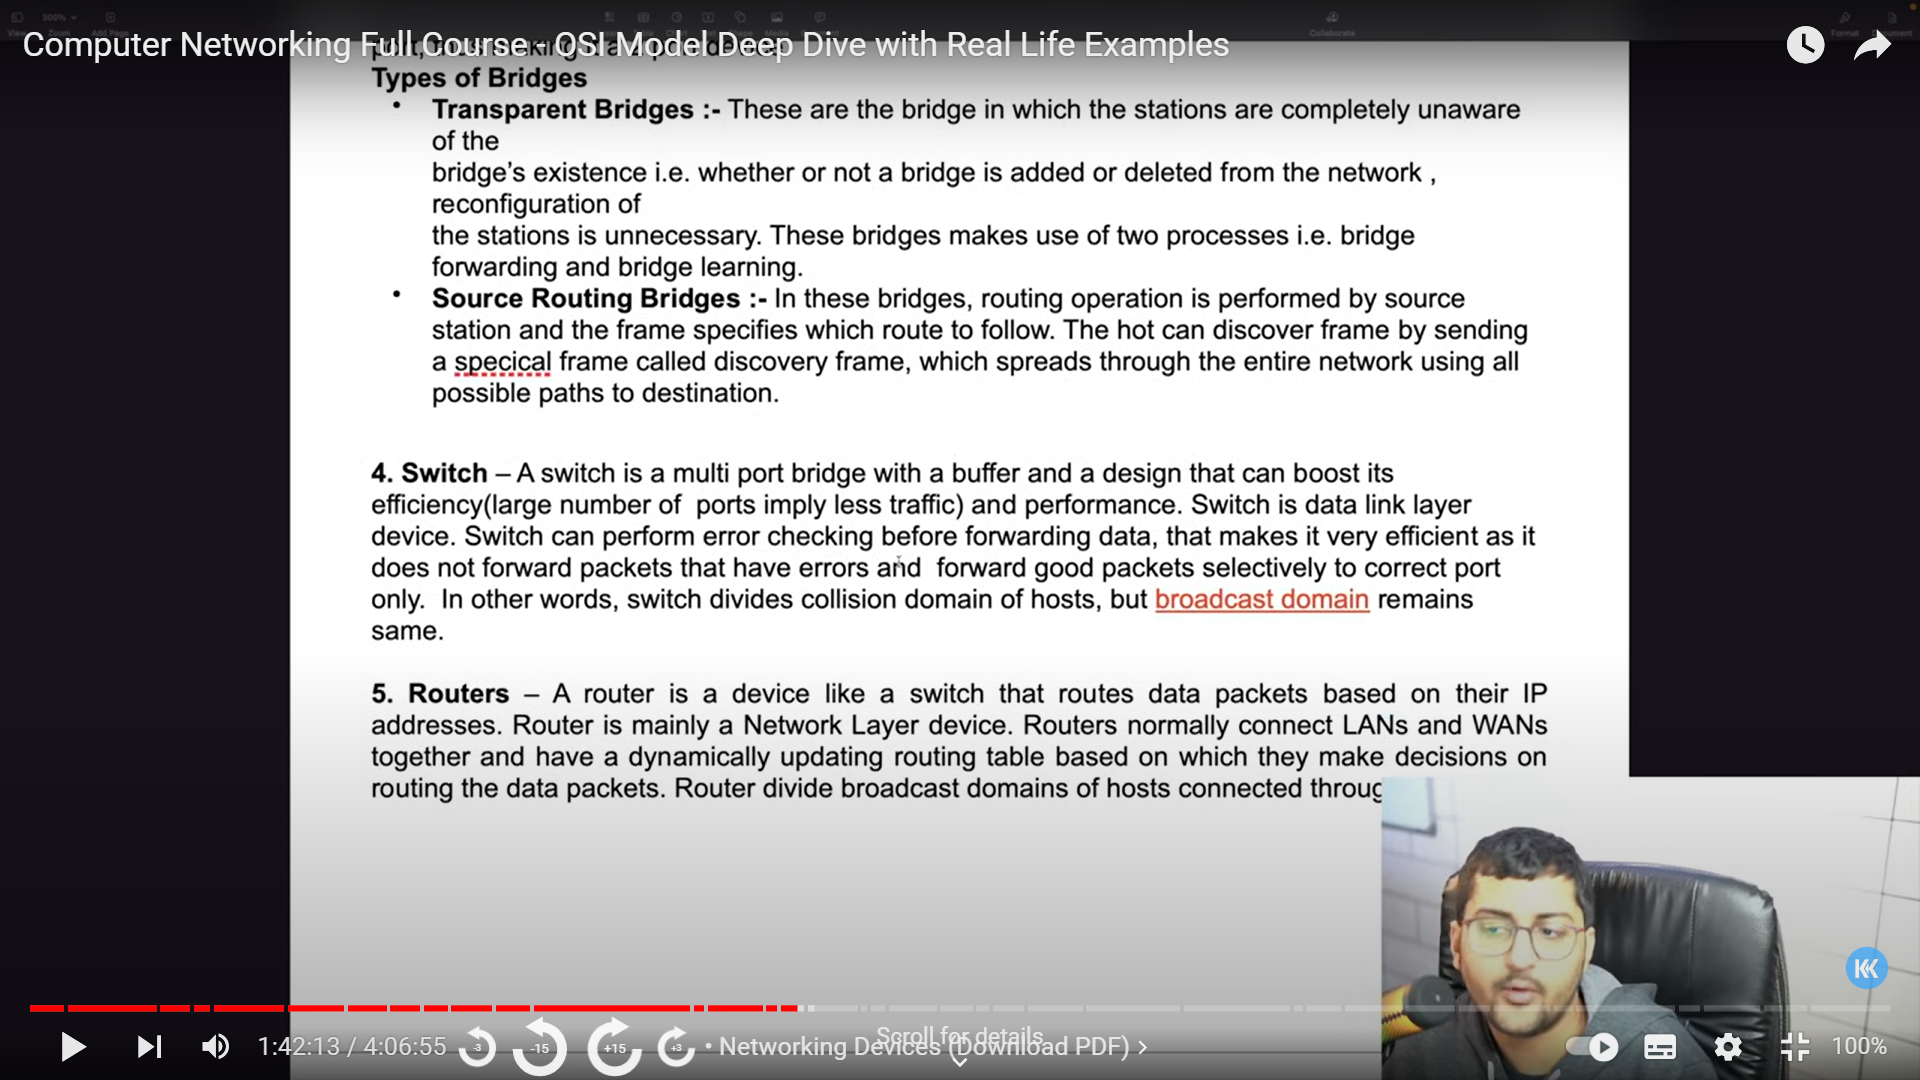 300%
Computer Networking Full Course - OSI Model Deep Dive with Real Life Examples
Collaborate
Format
Types of Bridges
• Transparent Bridges :- These are the bridge in which the stations are completely unaware
of the
bridge’s existence i.e. whether or not a bridge is added or deleted from the network ,
reconfiguration of
the stations is unnecessary. These bridges makes use of two processes i.e. bridge
forwarding and bridge learning.
• Source Routing Bridges :- In these bridges, routing operation is performed by source
station and the frame specifies which route to follow. The hot can discover frame by sending
a specical frame called discovery frame, which spreads through the entire network using all
possible paths to destination.
4. Switch – A switch is a multi port bridge with a buffer and a design that can boost its
efficiency(large number of  ports imply less traffic) and performance. Switch is data link layer
device. Switch can perform error checking before forwarding data, that makes it very efficient as it
does not forward packets that have errors and  forward good packets selectively to correct port
only.  In other words, switch divides collision domain of hosts, but broadcast domain remains
same.
5. Routers – A router is a device like a switch that routes data packets based on their IP
addresses. Router is mainly a Network Layer device. Routers normally connect LANs and WANs
together and have a dynamically updating routing table based on which they make decisions on
routing the data packets. Router divide broadcast domains of hosts connected throug
Scroll for details
1:42:13 / 4:06:55 -3 -15 +15 +3 • Networking Devices (Download PDF) > 100%